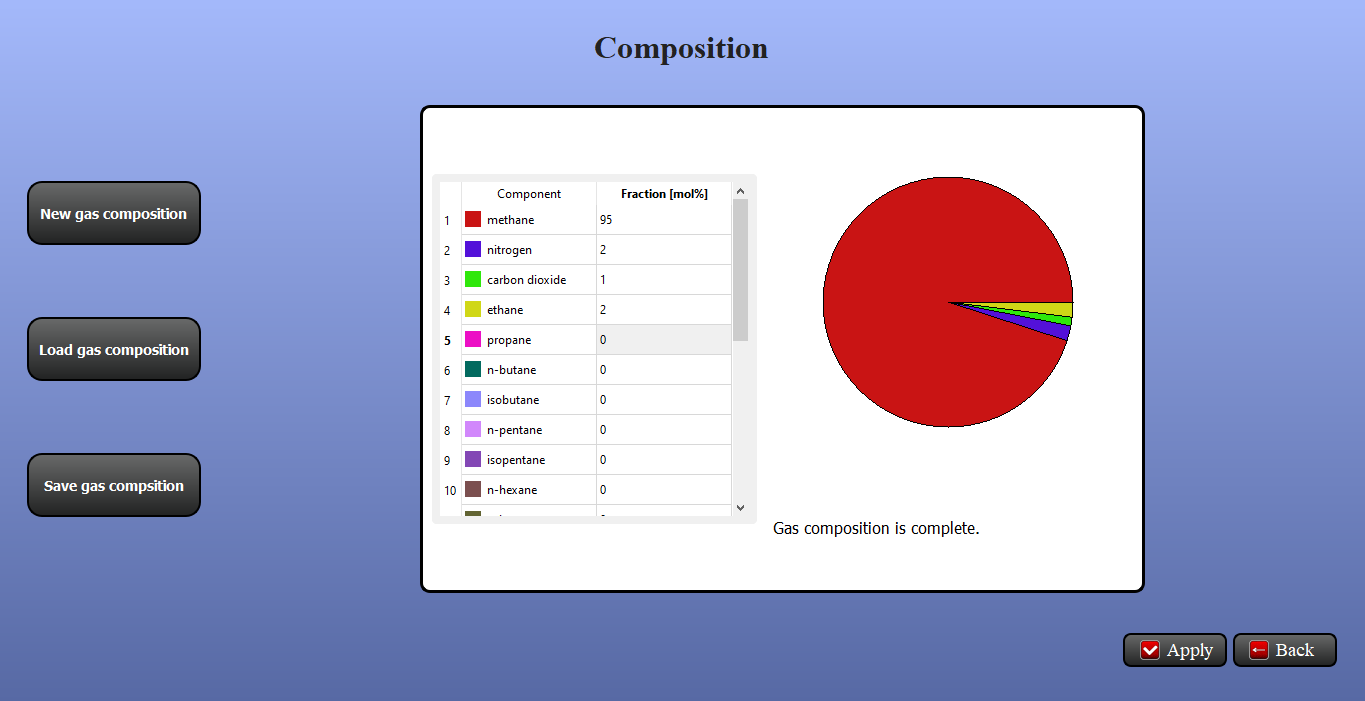 Composition
New gas composition
Load gas composition
Save gas compsition
Component Fraction [mol%]
1 methane 95
2 nitrogen 2
3 carbon dioxide 1
4 ethane 2
5 propane 0
6 n-butane 0
7 isobutane 0
8 n-pentane 0
9 isopentane 0
10 n-hexane 0
Gas composition is complete.
Apply Back